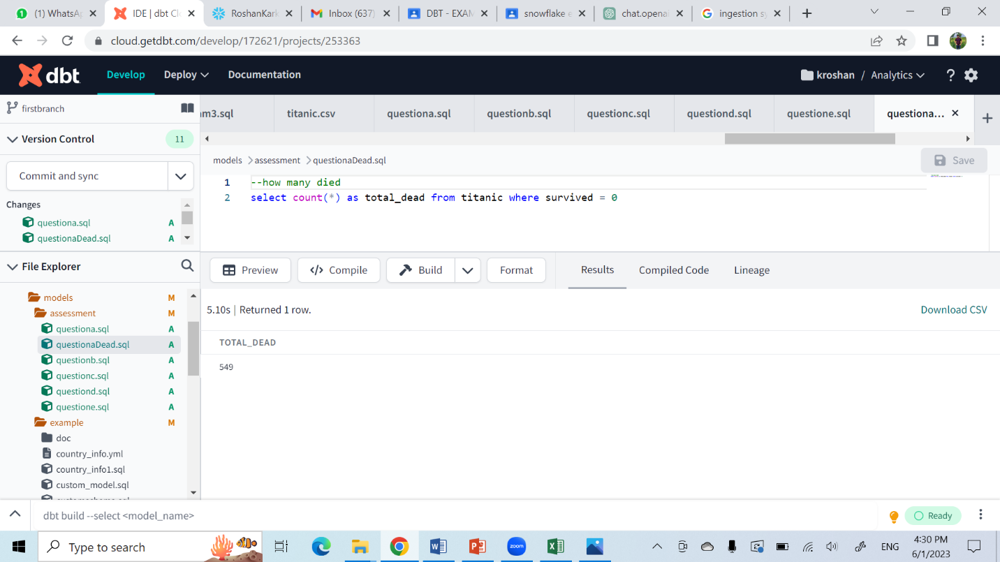 (1) WhatsAp
IDE | dbt Clo
RoshanKark
Inbox (637)
DBT - EXAM
snowflake e
chat.openai
ingestion sy
cloud.getdbt.com/develop/172621/projects/253363
dbt
Develop
Deploy
Documentation
kroshan / Analytics
firstbranch
Version Control
11
Commit and sync
Changes
questiona.sql A
questionaDead.sql A
File Explorer
models M
assessment M
questiona.sql A
questionaDead.sql A
questionb.sql A
questionc.sql A
questiond.sql A
questione.sql A
example M
doc
country_info.yml
country_info1.sql
custom_model.sql
am3.sql
titanic.csv
questiona.sql
questionb.sql
questionc.sql
questiond.sql
questione.sql
questiona...
models > assessment > questionaDead.sql
Save
1 --how many died
2 select count(*) as total_dead from titanic where survived = 0
Preview
</> Compile
Build
Format
Results
Compiled Code
Lineage
5.10s | Returned 1 row.
Download CSV
TOTAL_DEAD
549
dbt build --select <model_name>
Ready
Type to search
zoom
ENG
4:30 PM
6/1/2023